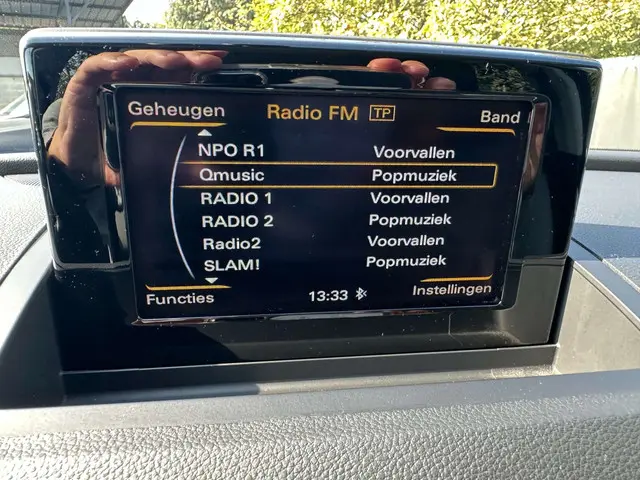 Geheugen Radio FM TP Band
NPO R1 Voorvallen
Qmusic Popmuziek
RADIO 1 Voorvallen
RADIO 2 Popmuziek
Radio2 Voorvallen
SLAM! Popmuziek
Functies 13:33 Instellingen